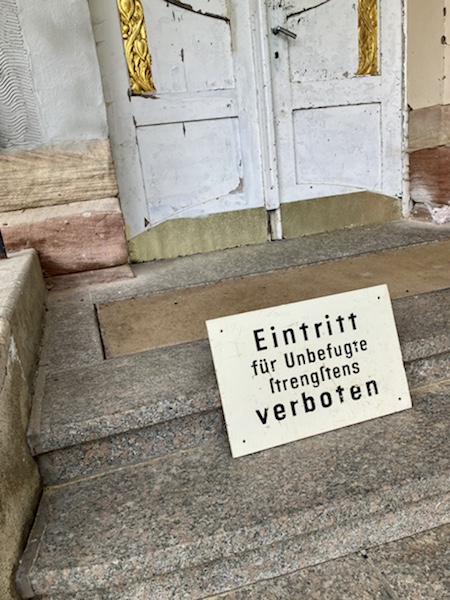 Eintritt
für Unbefugte
ſtrengſtens
verboten